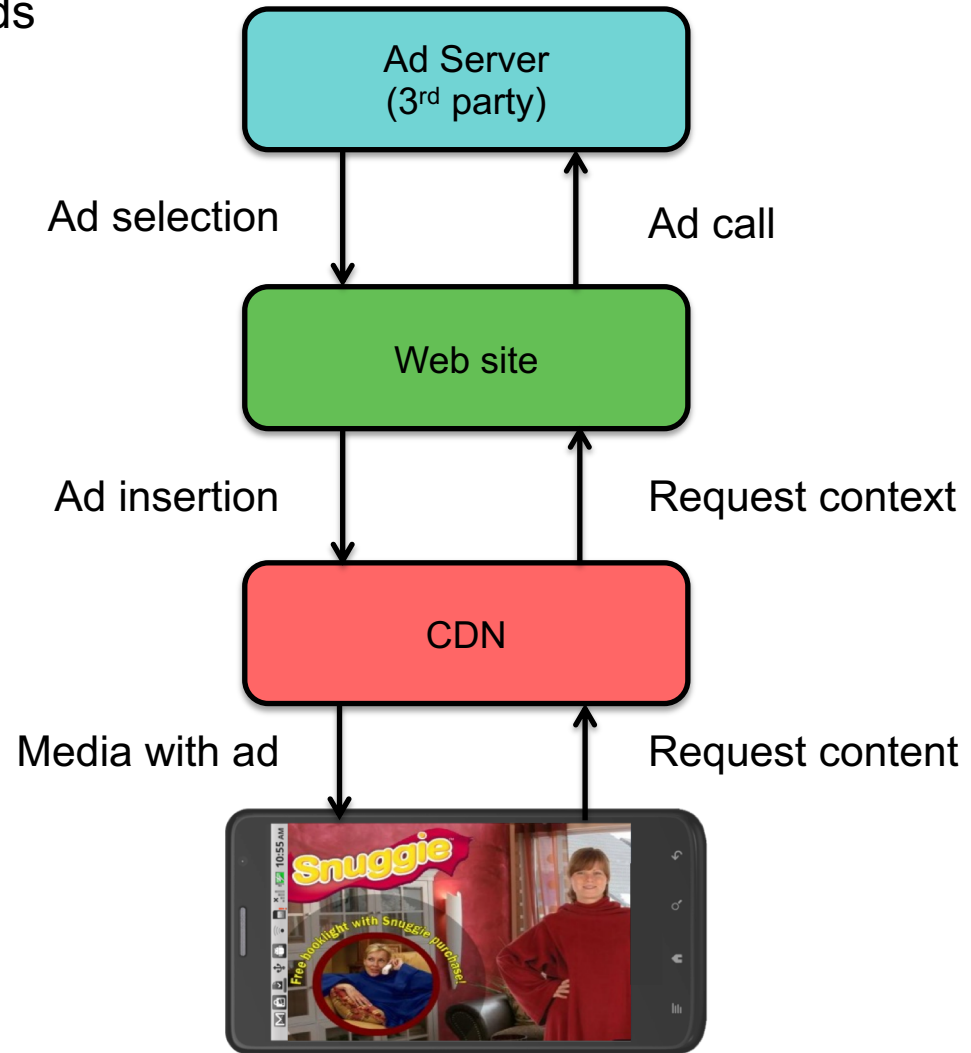 ds
Ad Server
(3rd party)
Ad selection
Ad call
Web site
Ad insertion
Request context
CDN
Media with ad
Request content
10:55 AM
Snuggie
Free booklight with Snuggie purchase!